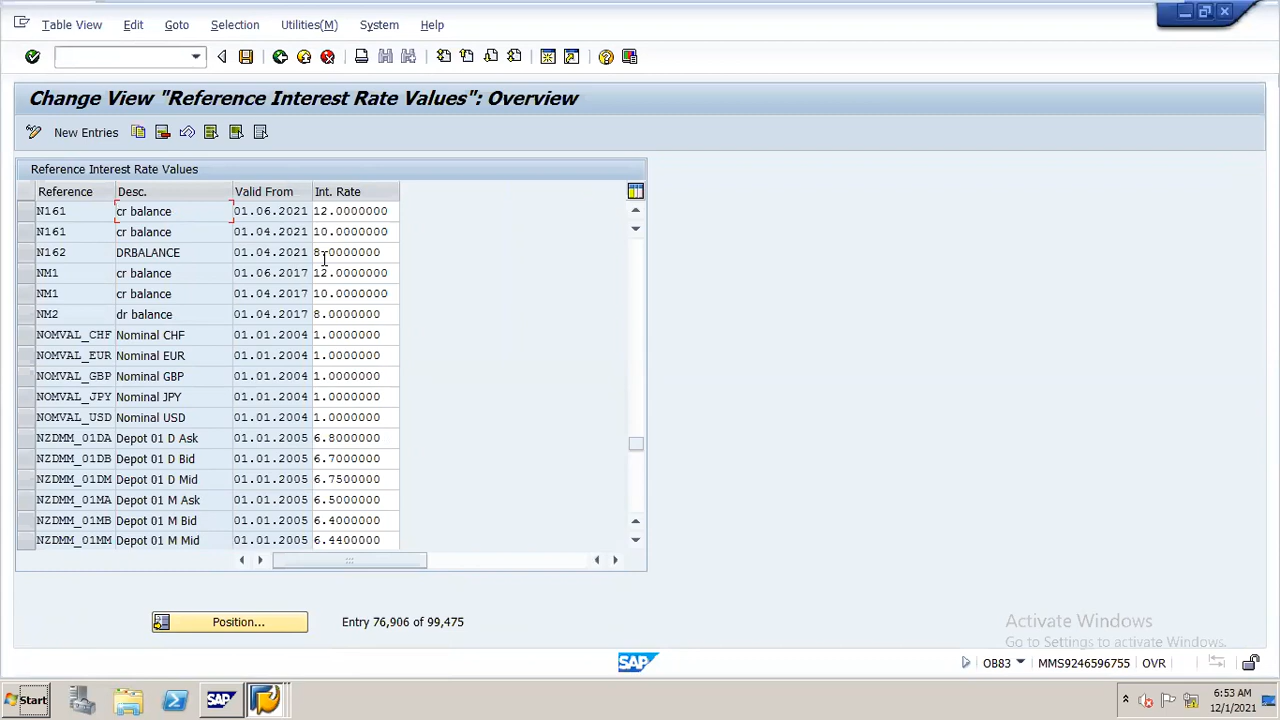 Table View Edit Goto Selection Utilities(M) System Help
Change View "Reference Interest Rate Values": Overview
New Entries
Reference Interest Rate Values
Reference Desc. Valid From Int. Rate
N161 cr balance 01.06.2021 12.0000000
N161 cr balance 01.04.2021 10.0000000
N162 DRBALANCE 01.04.2021 8.0000000
NM1 cr balance 01.06.2017 12.0000000
NM1 cr balance 01.04.2017 10.0000000
NM2 dr balance 01.04.2017 8.0000000
NOMVAL_CHF Nominal CHF 01.01.2004 1.0000000
NOMVAL_EUR Nominal EUR 01.01.2004 1.0000000
NOMVAL_GBP Nominal GBP 01.01.2004 1.0000000
NOMVAL_JPY Nominal JPY 01.01.2004 1.0000000
NOMVAL_USD Nominal USD 01.01.2004 1.0000000
NZDMM_01DA Depot 01 D Ask 01.01.2005 6.8000000
NZDMM_01DB Depot 01 D Bid 01.01.2005 6.7000000
NZDMM_01DM Depot 01 D Mid 01.01.2005 6.7500000
NZDMM_01MA Depot 01 M Ask 01.01.2005 6.5000000
NZDMM_01MB Depot 01 M Bid 01.01.2005 6.4000000
NZDMM_01MM Depot 01 M Mid 01.01.2005 6.4400000
Position... Entry 76,906 of 99,475
Activate Windows
Go to Settings to activate Windows.
SAP OB83 MMS9246596755 OVR
Start SAP 6:53 AM
12/1/2021